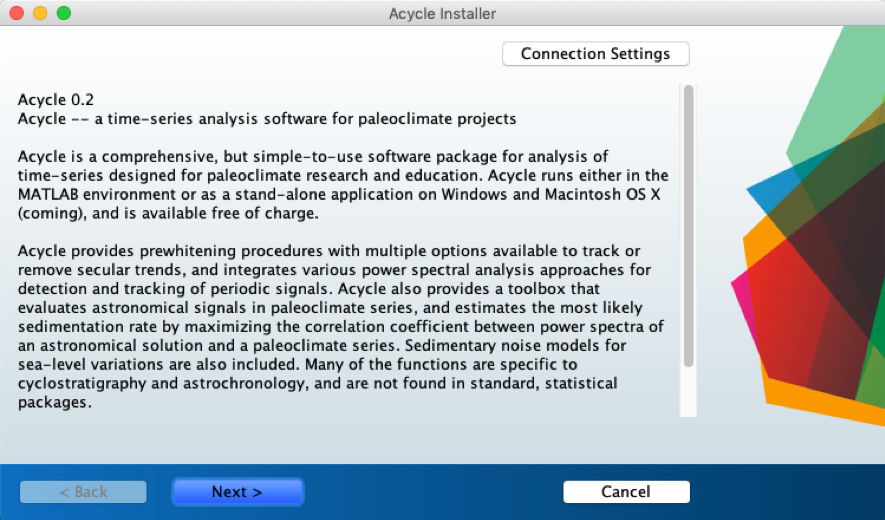 Acycle Installer
Connection Settings
Acycle 0.2
Acycle -- a time-series analysis software for paleoclimate projects
Acycle is a comprehensive, but simple-to-use software package for analysis of
time-series designed for paleoclimate research and education. Acycle runs either in the
MATLAB environment or as a stand-alone application on Windows and Macintosh OS X
(coming), and is available free of charge.
Acycle provides prewhitening procedures with multiple options available to track or
remove secular trends, and integrates various power spectral analysis approaches for
detection and tracking of periodic signals. Acycle also provides a toolbox that
evaluates astronomical signals in paleoclimate series, and estimates the most likely
sedimentation rate by maximizing the correlation coefficient between power spectra of
an astronomical solution and a paleoclimate series. Sedimentary noise models for
sea-level variations are also included. Many of the functions are specific to
cyclostratigraphy and astrochronology, and are not found in standard, statistical
packages.
< Back
Next >
Cancel